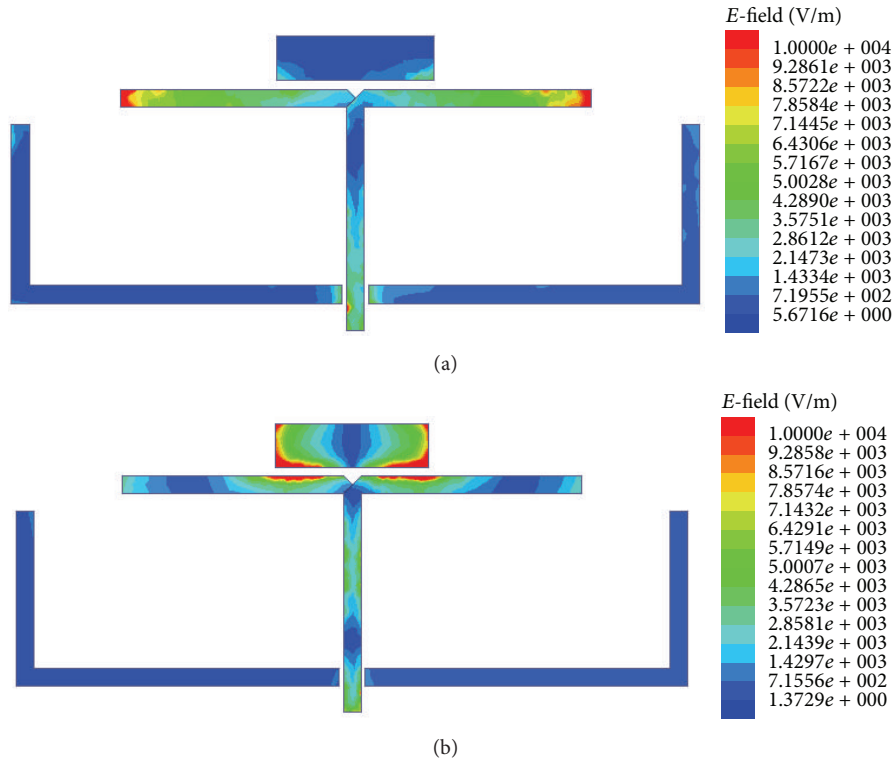 E-field (V/m)
1.0000e + 004
9.2861e + 003
8.5722e + 003
7.8584e + 003
7.1445e + 003
6.4306e + 003
5.7167e + 003
5.0028e + 003
4.2890e + 003
3.5751e + 003
2.8612e + 003
2.1473e + 003
1.4334e + 003
7.1955e + 002
5.6716e + 000
(a)
E-field (V/m)
1.0000e + 004
9.2858e + 003
8.5716e + 003
7.8574e + 003
7.1432e + 003
6.4291e + 003
5.7149e + 003
5.0007e + 003
4.2865e + 003
3.5723e + 003
2.8581e + 003
2.1439e + 003
1.4297e + 003
7.1556e + 002
1.3729e + 000
(b)